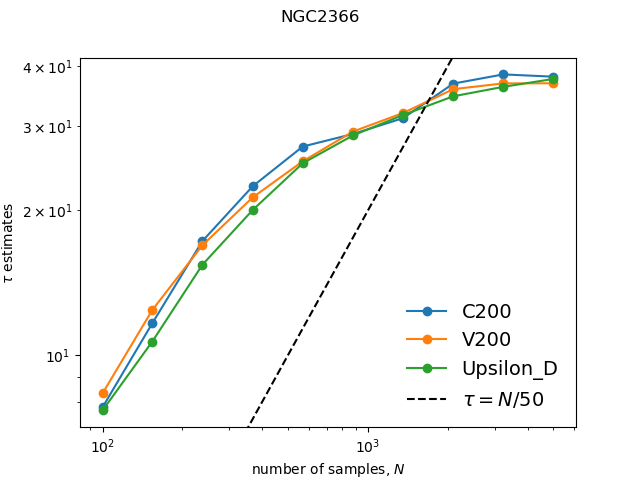 NGC2366
τ estimates
4 × 10¹
3 × 10¹
2 × 10¹
10¹
C200
V200
Upsilon_D
τ = N/50
10² 10³
number of samples, N